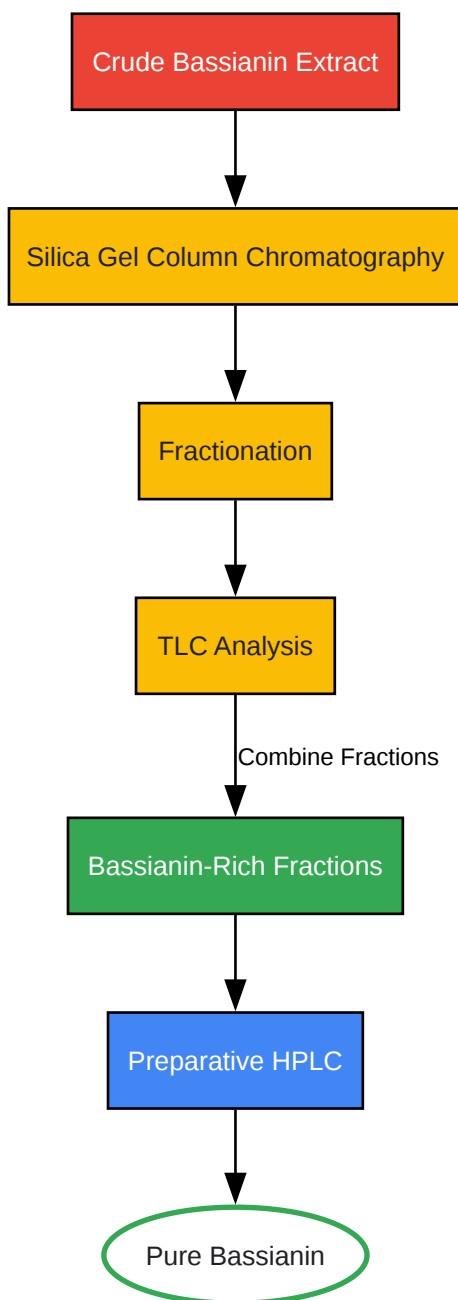 Crude Bassianin Extract
Silica Gel Column Chromatography
Fractionation
TLC Analysis
Combine Fractions
Bassianin-Rich Fractions
Preparative HPLC
Pure Bassianin